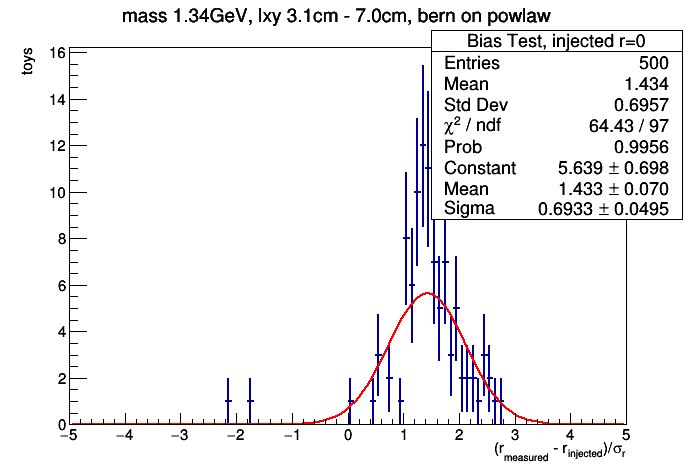 mass 1.34GeV, lxy 3.1cm - 7.0cm, bern on powlaw
Bias Test, injected r=0
Entries 500
Mean 1.434
Std Dev 0.6957
χ² / ndf 64.43 / 97
Prob 0.9956
Constant 5.639 ± 0.698
Mean 1.433 ± 0.070
Sigma 0.6933 ± 0.0495
toys
16
14
12
10
8
6
4
2
0
−5 −4 −3 −2 −1 0 1 2 3 4 5
(r_measured - r_injected)/σ_r